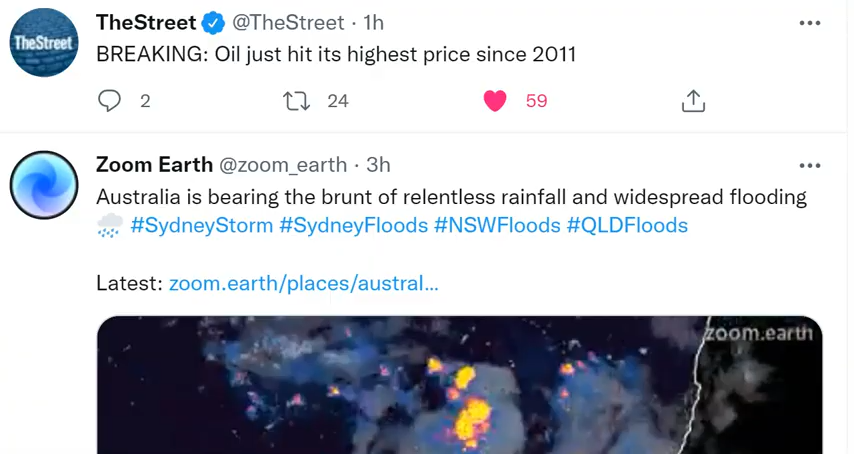 TheStreet
TheStreet @TheStreet · 1h
BREAKING: Oil just hit its highest price since 2011
2 24 59
Zoom Earth @zoom_earth · 3h
Australia is bearing the brunt of relentless rainfall and widespread flooding
🌧️ #SydneyStorm #SydneyFloods #NSWFloods #QLDFloods
Latest: zoom.earth/places/austral...
zoom.earth